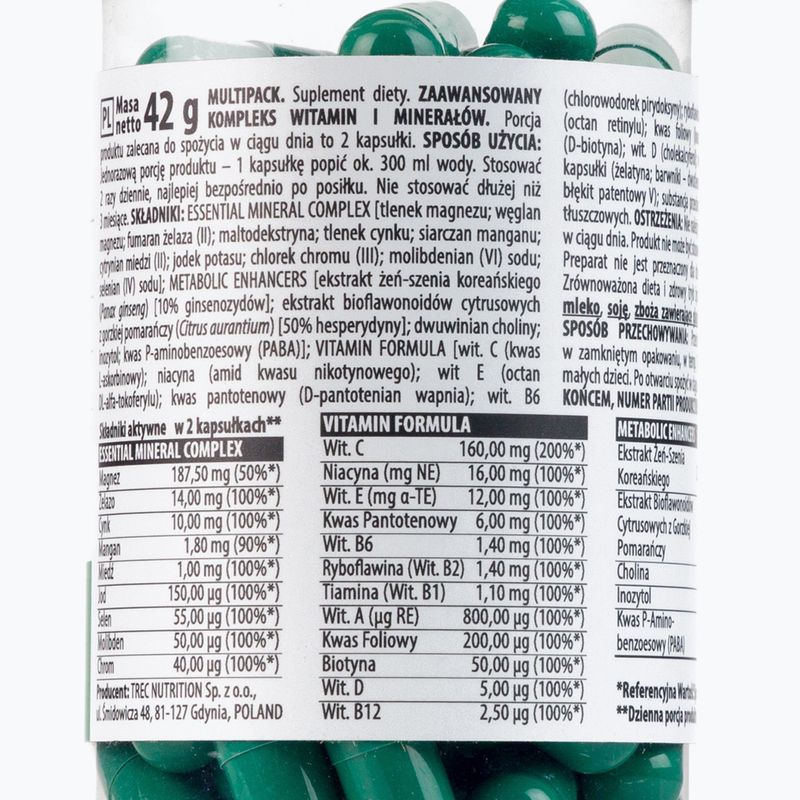 PL Masa netto 42 g
MULTIPACK. Suplement diety. ZAAWANSOWANY
KOMPLEKS WITAMIN I MINERAŁÓW. Porcja
produktu zalecana do spożycia w ciągu dnia to 2 kapsułki. SPOSÓB UŻYCIA:
jednorazową porcję produktu – 1 kapsułkę popić ok. 300 ml wody. Stosować
2 razy dziennie, najlepiej bezpośrednio po posiłku. Nie stosować dłużej niż
3 miesiące. SKŁADNIKI: ESSENTIAL MINERAL COMPLEX [tlenek magnezu; węglan
magnezu; fumaran żelaza (II); maltodekstryna; tlenek cynku; siarczan manganu;
cytrynian miedzi (II); jodek potasu; chlorek chromu (III); molibdenian (VI) sodu;
selenian (IV) sodu]; METABOLIC ENHANCERS [ekstrakt żeń-szenia koreańskiego
(Panax ginseng) [10% ginsenozydów]; ekstrakt bioflawonoidów cytrusowych
z gorzkiej pomarańczy (Citrus aurantium) [50% hesperydyny]; dwuwinian choliny;
inozytol; kwas P-aminobenzoesowy (PABA)]; VITAMIN FORMULA [wit. C (kwas
L-askorbinowy); niacyna (amid kwasu nikotynowego); wit E (octan
DL-alfa-tokoferylu); kwas pantotenowy (D-pantotenian wapnia); wit. B6
(chlorowodorek pirydoksyny);
(octan retinylu); kwas foliowy
(D-biotyna); wit. D
kapsułki (żelatyna; barwniki -
błękit patentowy V); substancja
tłuszczowych. OSTRZEŻENIA:
w ciągu dnia. Produkt nie może być
Preparat nie jest przeznaczony
Zrównoważona dieta i zdrowy
mleko, soję, zboża zawierające
SPOSÓB PRZECHOWYWANIA:
w zamkniętym opakowaniu, w
małych dzieci. Po otwarciu spożyć
KOŃCEM, NUMER PARTII
Składniki aktywne w 2 kapsułkach**
ESSENTIAL MINERAL COMPLEX
Magnez 187,50 mg (50%*)
Żelazo 14,00 mg (100%*)
Cynk 10,00 mg (100%*)
Mangan 1,80 mg (90%*)
Miedź 1,00 mg (100%*)
Jod 150,00 µg (100%*)
Selen 55,00 µg (100%*)
Molibden 50,00 µg (100%*)
Chrom 40,00 µg (100%*)
Producent: TREC NUTRITION Sp. z o.o.,
ul. Śmidowicza 48, 81-127 Gdynia, POLAND
VITAMIN FORMULA
Wit. C 160,00 mg (200%*)
Niacyna (mg NE) 16,00 mg (100%*)
Wit. E (mg α-TE) 12,00 mg (100%*)
Kwas Pantotenowy 6,00 mg (100%*)
Wit. B6 1,40 mg (100%*)
Ryboflawina (Wit. B2) 1,40 mg (100%*)
Tiamina (Wit. B1) 1,10 mg (100%*)
Wit. A (µg RE) 800,00 µg (100%*)
Kwas Foliowy 200,00 µg (100%*)
Biotyna 50,00 µg (100%*)
Wit. D 5,00 µg (100%*)
Wit. B12 2,50 µg (100%*)
METABOLIC
Ekstrakt Żeń-Szenia
Koreańskiego
Ekstrakt Bioflawonoidów
Cytrusowych z Gorzkiej
Pomarańczy
Cholina
Inozytol
Kwas P-Amino-
benzoesowy (PABA)
*Referencyjna
**Dzienna porcja